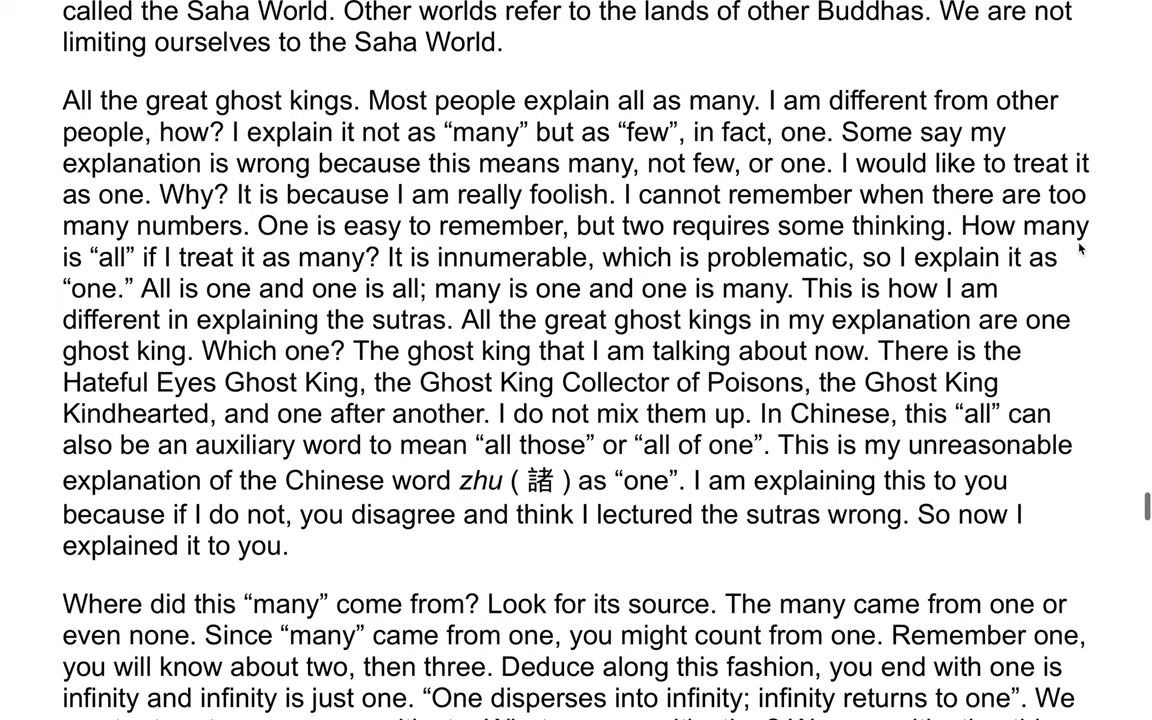 called the Saha World. Other worlds refer to the lands of other Buddhas. We are not
limiting ourselves to the Saha World.
All the great ghost kings. Most people explain all as many. I am different from other
people, how? I explain it not as “many” but as “few”, in fact, one. Some say my
explanation is wrong because this means many, not few, or one. I would like to treat it
as one. Why? It is because I am really foolish. I cannot remember when there are too
many numbers. One is easy to remember, but two requires some thinking. How many
is “all” if I treat it as many? It is innumerable, which is problematic, so I explain it as
“one.” All is one and one is all; many is one and one is many. This is how I am
different in explaining the sutras. All the great ghost kings in my explanation are one
ghost king. Which one? The ghost king that I am talking about now. There is the
Hateful Eyes Ghost King, the Ghost King Collector of Poisons, the Ghost King
Kindhearted, and one after another. I do not mix them up. In Chinese, this “all” can
also be an auxiliary word to mean “all those” or “all of one”. This is my unreasonable
explanation of the Chinese word zhu ( 諸 ) as “one”. I am explaining this to you
because if I do not, you disagree and think I lectured the sutras wrong. So now I
explained it to you.
Where did this “many” come from? Look for its source. The many came from one or
even none. Since “many” came from one, you might count from one. Remember one,
you will know about two, then three. Deduce along this fashion, you end with one is
infinity and infinity is just one. “One disperses into infinity; infinity returns to one”. We